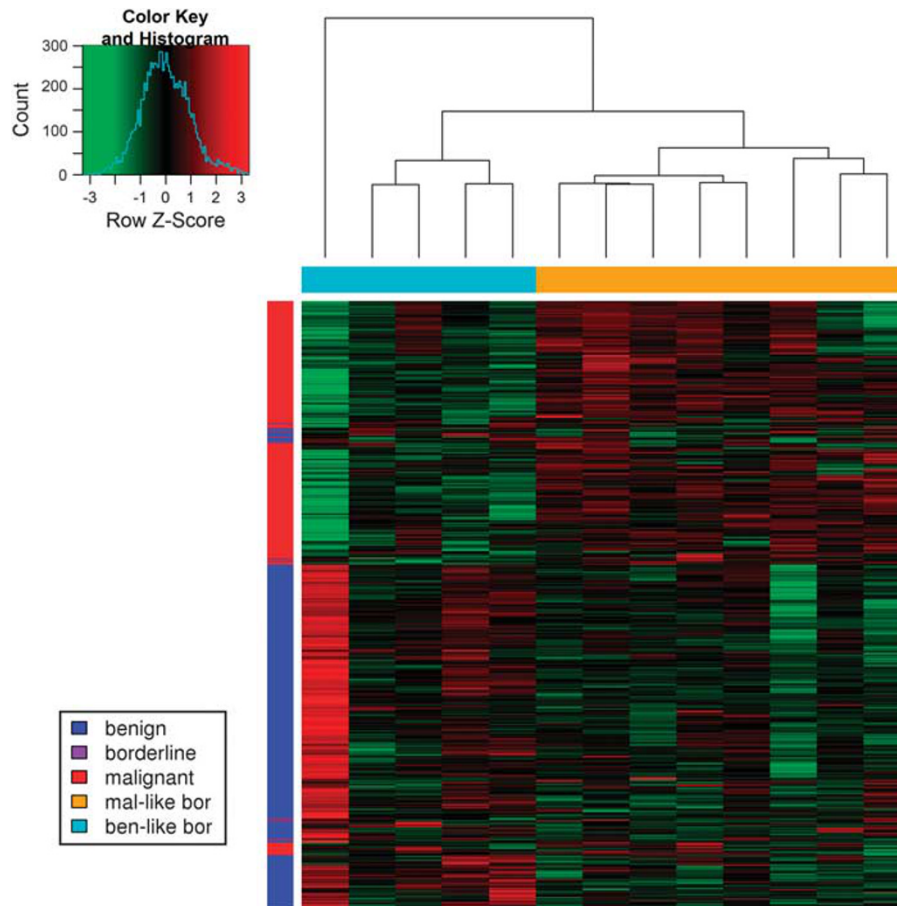 Color Key
and Histogram
Count
300
200
100
0
-3 -1 0 1 2 3
Row Z-Score
benign
borderline
malignant
mal-like bor
ben-like bor